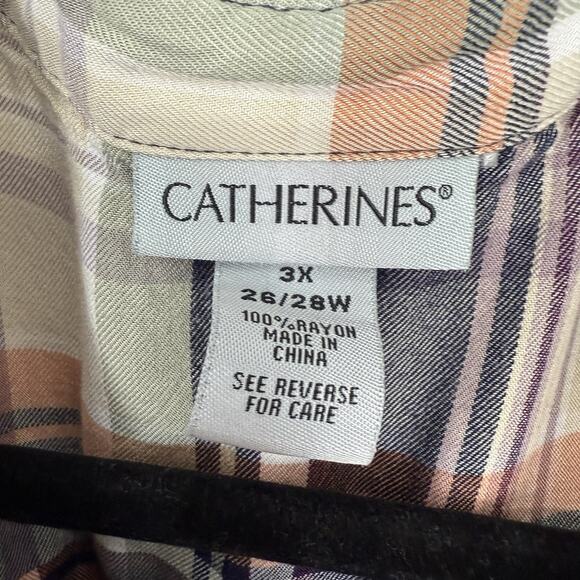 CATHERINES®
3X
26/28W
100%RAYON
MADE IN
CHINA
SEE REVERSE
FOR CARE